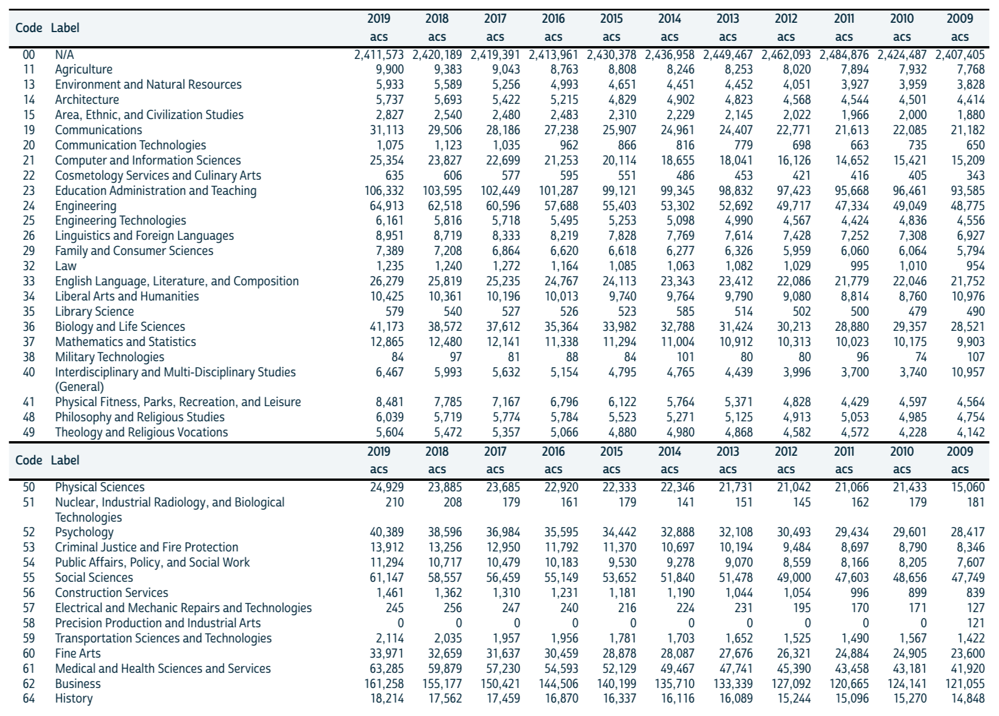 Code Label 2019 2018 2017 2016 2015 2014 2013 2012 2011 2010 2009
acs acs acs acs acs acs acs acs acs acs acs
00 N/A 2,411,573 2,420,189 2,419,391 2,413,961 2,430,378 2,436,958 2,449,467 2,462,093 2,484,876 2,424,487 2,407,405
11 Agriculture 9,900 9,383 9,043 8,763 8,808 8,246 8,253 8,020 7,894 7,932 7,768
13 Environment and Natural Resources 5,933 5,589 5,256 4,993 4,651 4,451 4,452 4,051 3,927 3,959 3,828
14 Architecture 5,737 5,693 5,422 5,215 4,829 4,902 4,823 4,568 4,544 4,501 4,414
15 Area, Ethnic, and Civilization Studies 2,827 2,540 2,480 2,483 2,310 2,229 2,145 2,022 1,966 2,000 1,880
19 Communications 31,113 29,506 28,186 27,238 25,907 24,961 24,407 22,771 21,613 22,085 21,182
20 Communication Technologies 1,075 1,123 1,035 962 866 816 779 698 663 735 650
21 Computer and Information Sciences 25,354 23,827 22,699 21,253 20,114 18,655 18,041 16,126 14,652 15,421 15,209
22 Cosmetology Services and Culinary Arts 635 606 577 595 551 486 453 421 416 405 343
23 Education Administration and Teaching 106,332 103,595 102,449 101,287 99,121 99,345 98,832 97,423 95,668 96,461 93,585
24 Engineering 64,913 62,518 60,596 57,688 55,403 53,302 52,692 49,717 47,334 49,049 48,775
25 Engineering Technologies 6,161 5,816 5,718 5,495 5,253 5,098 4,990 4,567 4,424 4,836 4,556
26 Linguistics and Foreign Languages 8,951 8,719 8,333 8,219 7,828 7,769 7,614 7,428 7,252 7,308 6,927
29 Family and Consumer Sciences 7,389 7,208 6,864 6,620 6,618 6,277 6,326 5,959 6,060 6,064 5,794
32 Law 1,235 1,240 1,272 1,164 1,085 1,063 1,082 1,029 995 1,010 954
33 English Language, Literature, and Composition 26,279 25,819 25,235 24,767 24,113 23,343 23,412 22,086 21,779 22,046 21,752
34 Liberal Arts and Humanities 10,425 10,361 10,196 10,013 9,740 9,764 9,790 9,080 8,814 8,760 10,976
35 Library Science 579 540 527 526 523 585 514 502 500 479 490
36 Biology and Life Sciences 41,173 38,572 37,612 35,364 33,982 32,788 31,424 30,213 28,880 29,357 28,521
37 Mathematics and Statistics 12,865 12,480 12,141 11,338 11,294 11,004 10,912 10,313 10,023 10,175 9,903
38 Military Technologies 84 97 81 88 84 101 80 80 96 74 107
40 Interdisciplinary and Multi-Disciplinary Studies 6,467 5,993 5,632 5,154 4,795 4,765 4,439 3,996 3,700 3,740 10,957
(General)
41 Physical Fitness, Parks, Recreation, and Leisure 8,481 7,785 7,167 6,796 6,122 5,764 5,371 4,828 4,429 4,597 4,564
48 Philosophy and Religious Studies 6,039 5,719 5,774 5,784 5,523 5,271 5,125 4,913 5,053 4,985 4,754
49 Theology and Religious Vocations 5,604 5,472 5,357 5,066 4,880 4,980 4,868 4,582 4,572 4,228 4,142
Code Label 2019 2018 2017 2016 2015 2014 2013 2012 2011 2010 2009
acs acs acs acs acs acs acs acs acs acs acs
50 Physical Sciences 24,929 23,885 23,685 22,920 22,333 22,346 21,731 21,042 21,066 21,433 15,060
51 Nuclear, Industrial Radiology, and Biological 210 208 179 161 179 141 151 145 162 179 181
Technologies
52 Psychology 40,389 38,596 36,984 35,595 34,442 32,888 32,108 30,493 29,434 29,601 28,417
53 Criminal Justice and Fire Protection 13,912 13,256 12,950 11,792 11,370 10,697 10,194 9,484 8,697 8,790 8,346
54 Public Affairs, Policy, and Social Work 11,294 10,717 10,479 10,183 9,530 9,278 9,070 8,559 8,166 8,205 7,607
55 Social Sciences 61,147 58,557 56,459 55,149 53,652 51,840 51,478 49,000 47,603 48,656 47,749
56 Construction Services 1,461 1,362 1,310 1,231 1,181 1,190 1,044 1,054 996 899 839
57 Electrical and Mechanic Repairs and Technologies 245 256 247 240 216 224 231 195 170 171 127
58 Precision Production and Industrial Arts 0 0 0 0 0 0 0 0 0 0 121
59 Transportation Sciences and Technologies 2,114 2,035 1,957 1,956 1,781 1,703 1,652 1,525 1,490 1,567 1,422
60 Fine Arts 33,971 32,659 31,637 30,459 28,878 28,087 27,676 26,321 24,884 24,905 23,600
61 Medical and Health Sciences and Services 63,285 59,879 57,230 54,593 52,129 49,467 47,741 45,390 43,458 43,181 41,920
62 Business 161,258 155,177 150,421 144,506 140,199 135,710 133,339 127,092 120,665 124,141 121,055
64 History 18,214 17,562 17,459 16,870 16,337 16,116 16,089 15,244 15,096 15,270 14,848